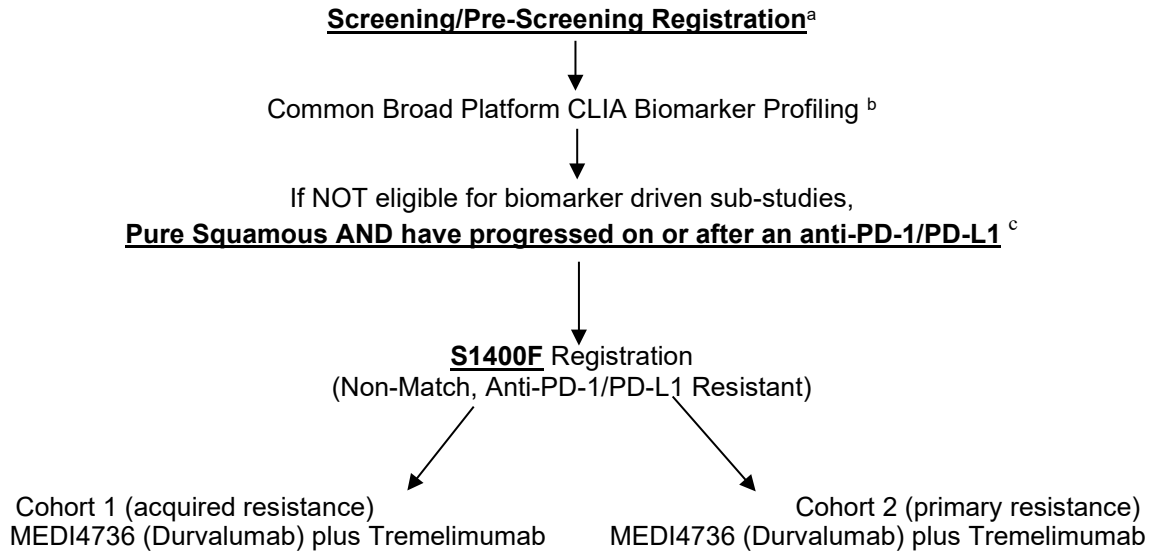 Screening/Pre-Screening Registration a
Common Broad Platform CLIA Biomarker Profiling b
If NOT eligible for biomarker driven sub-studies,
Pure Squamous AND have progressed on or after an anti-PD-1/PD-L1 c
S1400F Registration
(Non-Match, Anti-PD-1/PD-L1 Resistant)
Cohort 1 (acquired resistance)
MEDI4736 (Durvalumab) plus Tremelimumab
Cohort 2 (primary resistance)
MEDI4736 (Durvalumab) plus Tremelimumab